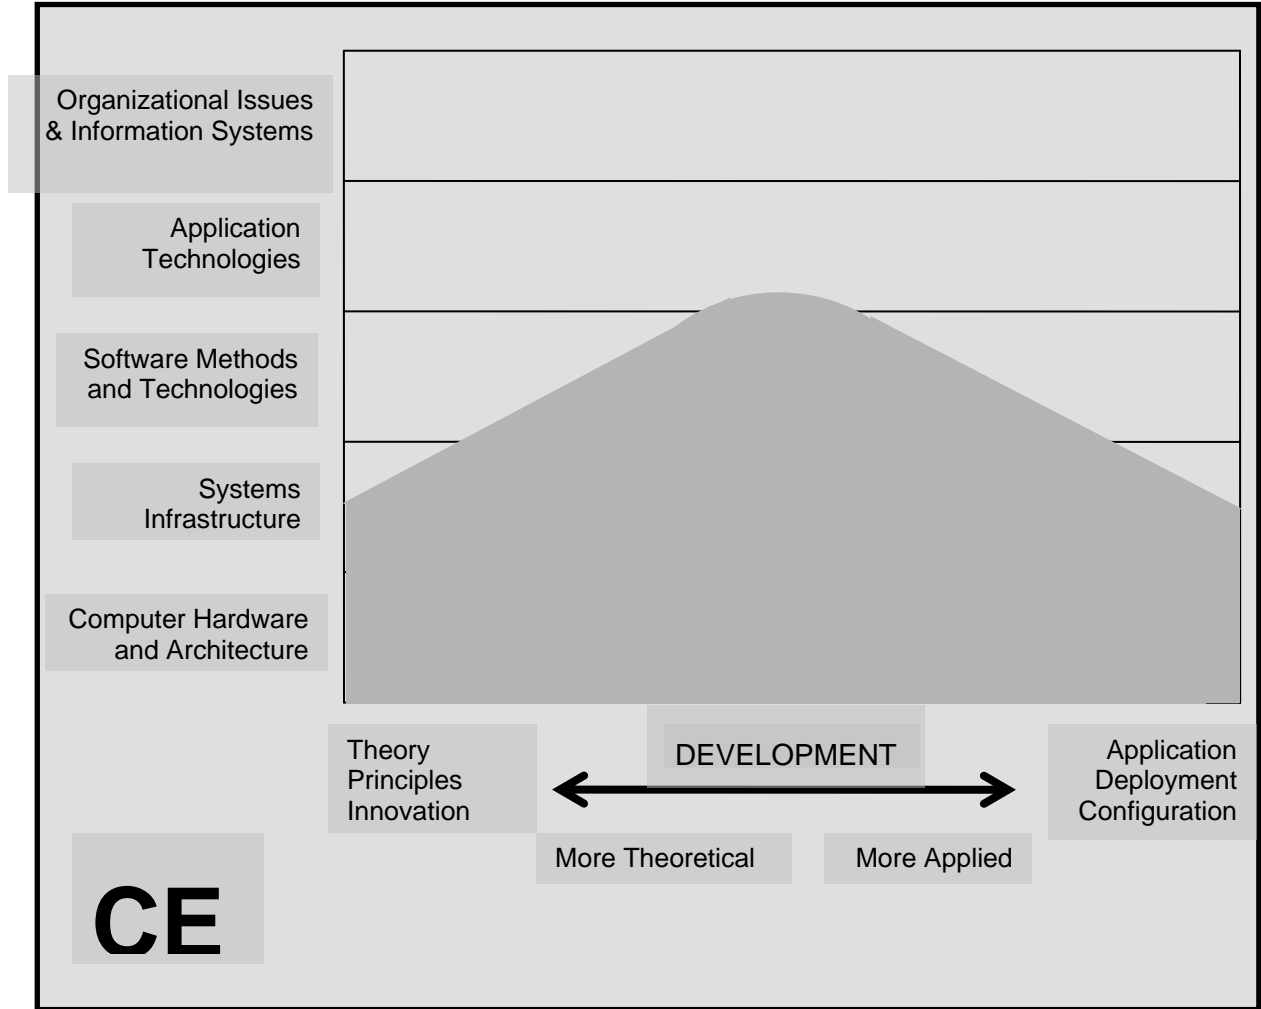 Organizational Issues
& Information Systems
Application
Technologies
Software Methods
and Technologies
Systems
Infrastructure
Computer Hardware
and Architecture
Theory
Principles
Innovation
DEVELOPMENT
Application
Deployment
Configuration
More Theoretical
More Applied
CE